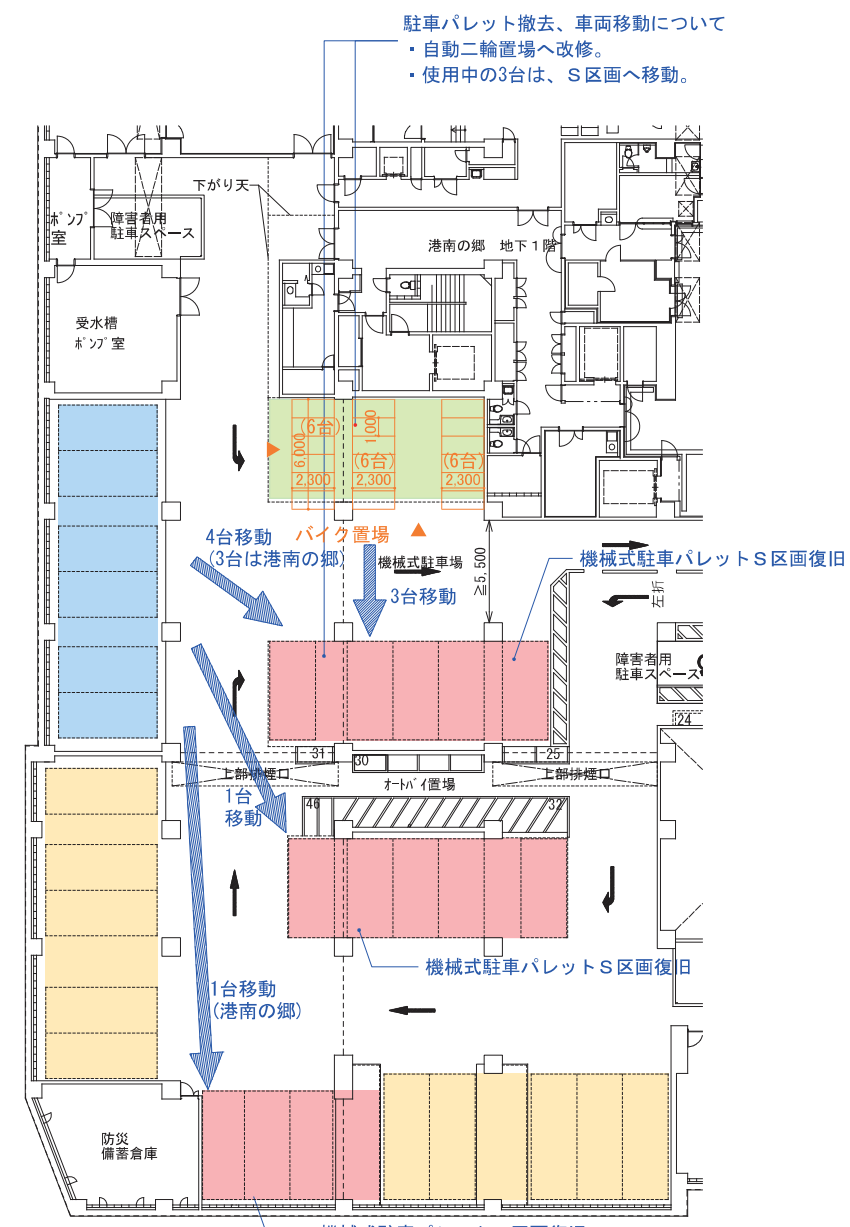 駐車パレット撤去、車両移動について
・自動二輪置場へ改修。
・使用中の3台は、Ｓ区画へ移動。
下がり天
ﾎﾟﾝﾌﾟ
室
障害者用
駐車スペース
港南の郷　地下１階
受水槽
ﾎﾟﾝﾌﾟ室
(6台)
1,000
6,000
(6台)
(6台)
2,300
2,300
2,300
バイク置場
4台移動
(3台は港南の郷)
機械式駐車場
≧5,500
機械式駐車パレットＳ区画復旧
3台移動
左折
障害者用
駐車スペース
24
31
30
25
上部排煙口
上部排煙口
ｵｰﾄﾊﾞｲ置場
1台
移動
46
32
機械式駐車パレットＳ区画復旧
1台移動
(港南の郷)
防災
備蓄倉庫